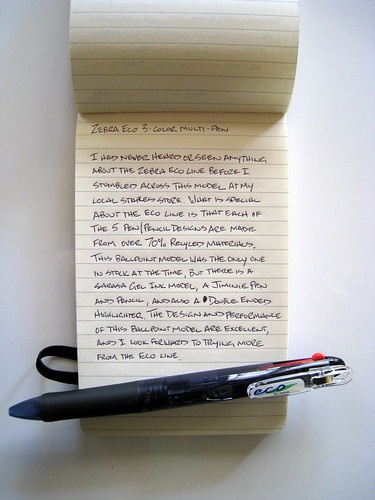 ZEBRA ECO 3-COLOR MULTI-PEN
I HAD NEVER HEARD OR SEEN ANYTHING
ABOUT THE ZEBRA ECO LINE BEFORE I
STUMBLED ACROSS THIS MODEL AT MY
LOCAL STAPLES STORE. WHAT IS SPECIAL
ABOUT THE ECO LINE IS THAT EACH OF
THE 5 PEN/PENCIL DESIGNS ARE MADE
FROM OVER 70% RECYLED MATERIALS.
THIS BALLPOINT MODEL WAS THE ONLY ONE
IN STOCK AT THE TIME, BUT THERE IS A
SARASA GEL INK MODEL, A JIMNIE PEN
AND PENCIL, AND ALSO A DOUBLE ENDED
HIGHLIGHTER. THE DESIGN AND PERFORMANCE
OF THIS BALLPOINT MODEL ARE EXCELLENT,
AND I LOOK FORWARD TO TRYING MORE
FROM THE ECO LINE.
eco